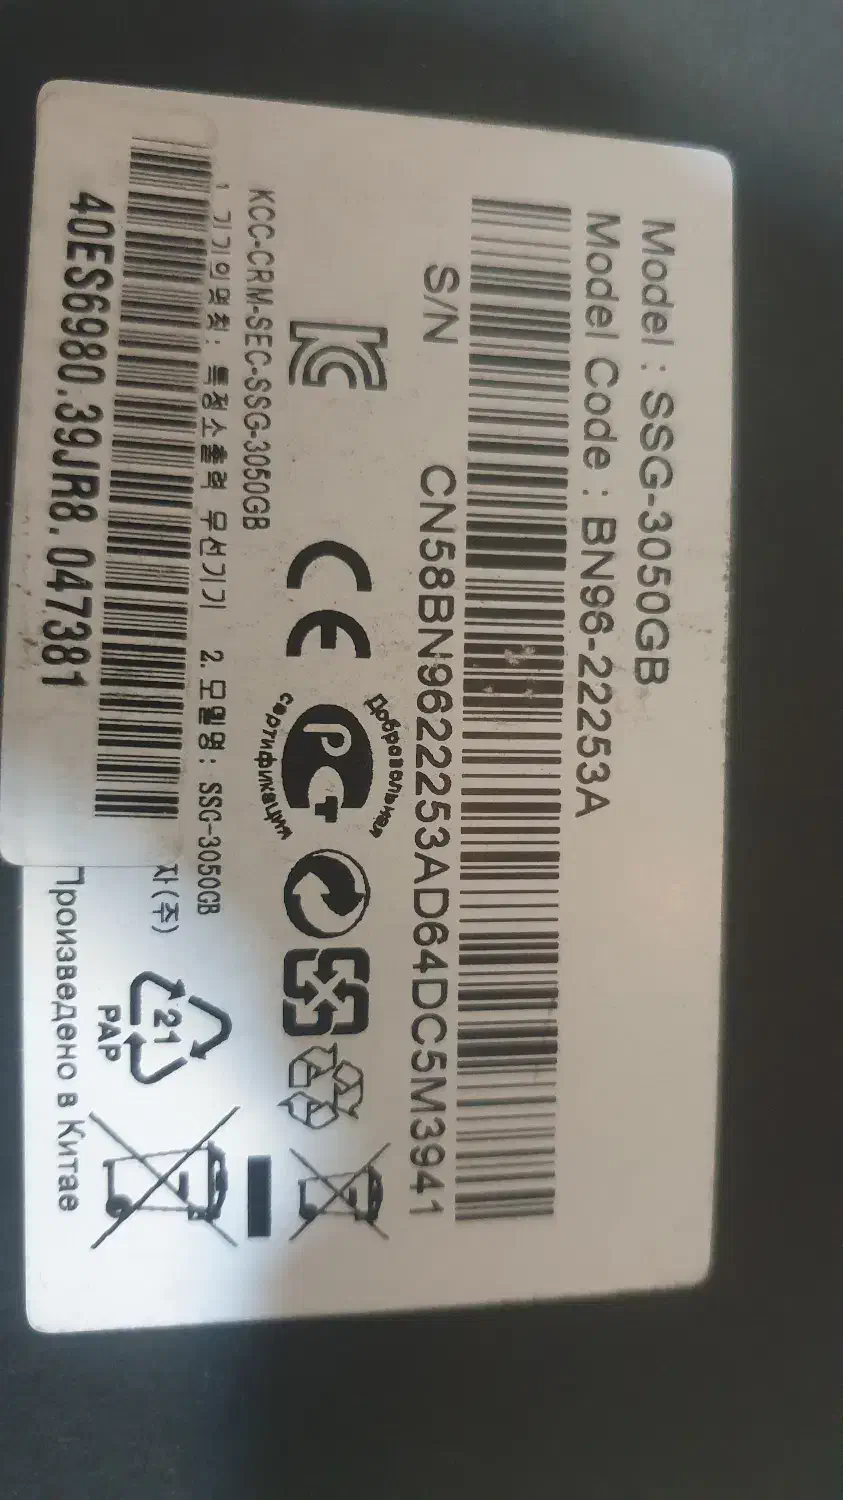 Model : SSG-3050GB
Model Code : BN96-22253A
S/N CN58BN9622253AD64DC5M3941
CE
Добровольная
РСт
сертификация
KCC-CRM-SEC-SSG-3050GB
1. 기기의명칭: 특정소출력 무선기기 2. 모델명: SSG-3050GB
자(주)
21
PAP
40ES6980.39JR8.047381
Произведено в Китае